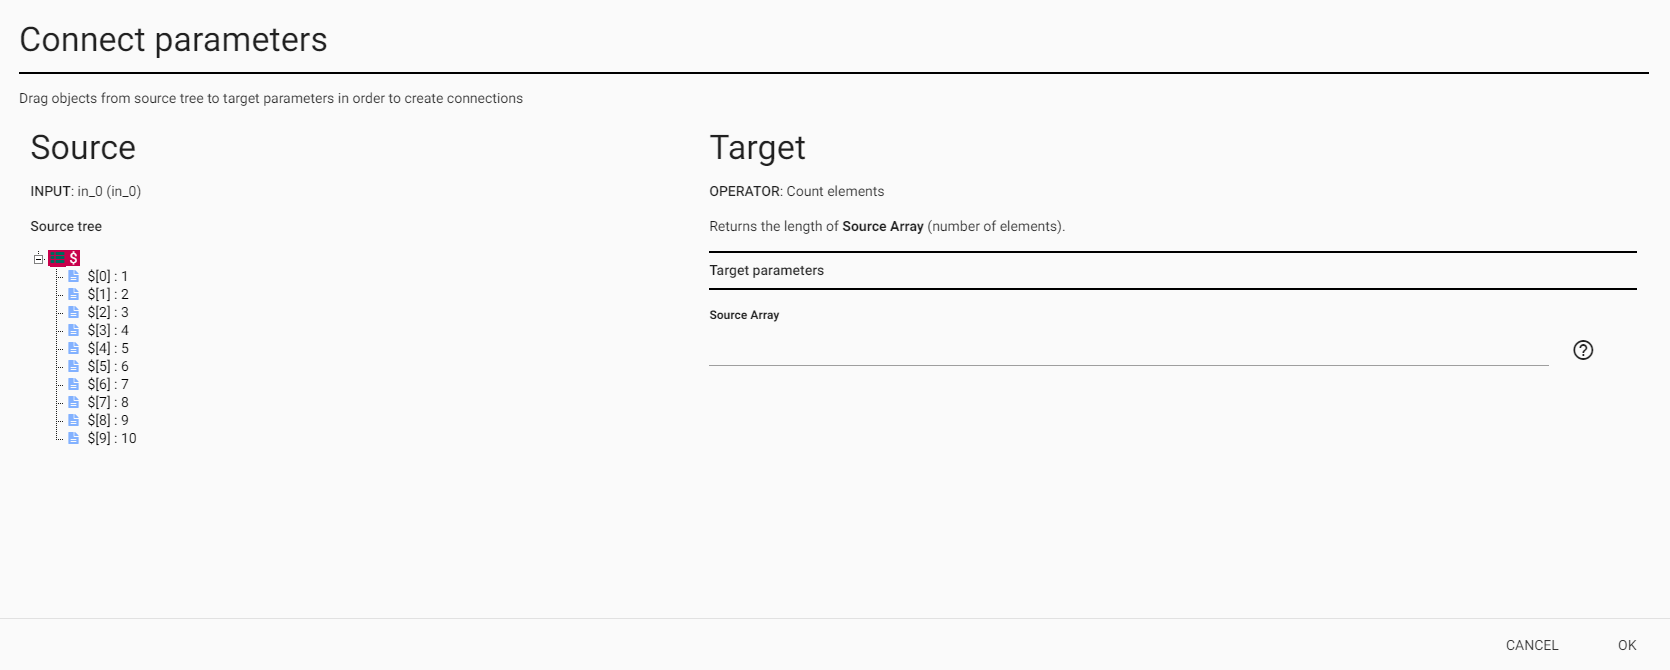 Connect parameters
Drag objects from source tree to target parameters in order to create connections
Source
INPUT: in_0 (in_0)
Source tree
$
$[0] : 1
$[1] : 2
$[2] : 3
$[3] : 4
$[4] : 5
$[5] : 6
$[6] : 7
$[7] : 8
$[8] : 9
$[9] : 10
Target
OPERATOR: Count elements
Returns the length of Source Array (number of elements).
Target parameters
Source Array
?
CANCEL
OK